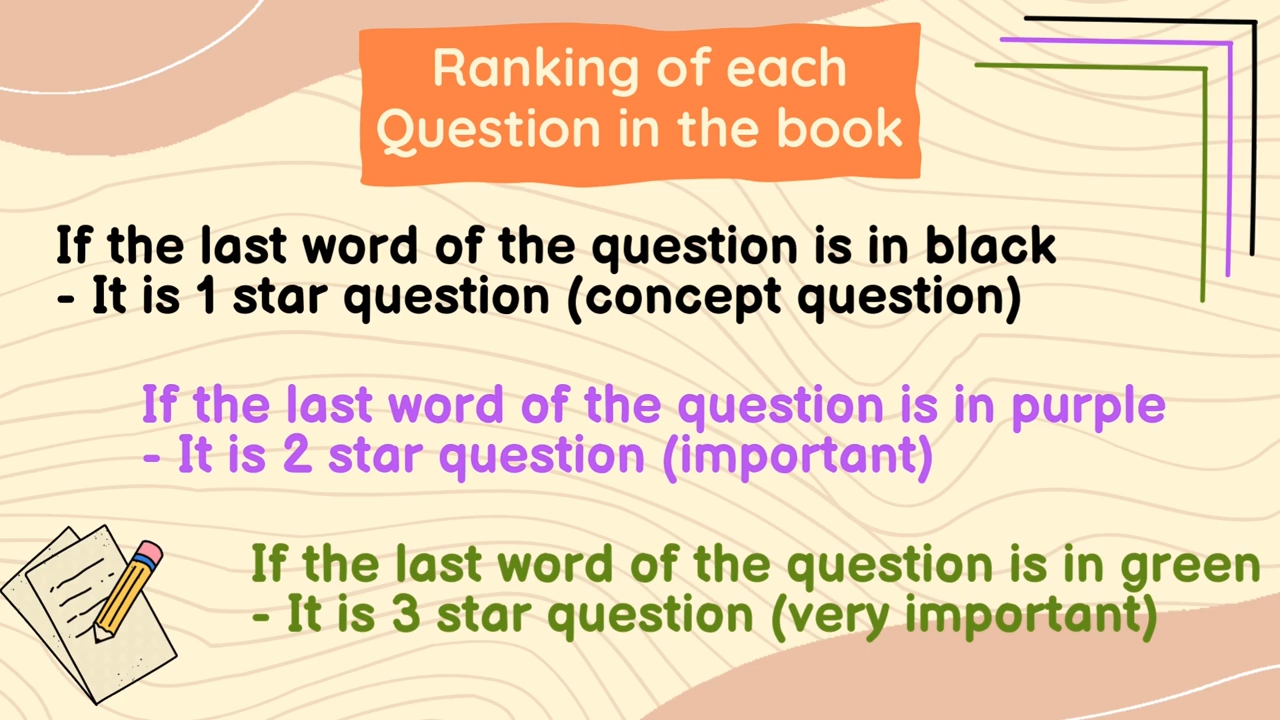 Ranking of each
Question in the book
If the last word of the question is in black
- It is 1 star question (concept question)
If the last word of the question is in purple
- It is 2 star question (important)
If the last word of the question is in green
- It is 3 star question (very important)